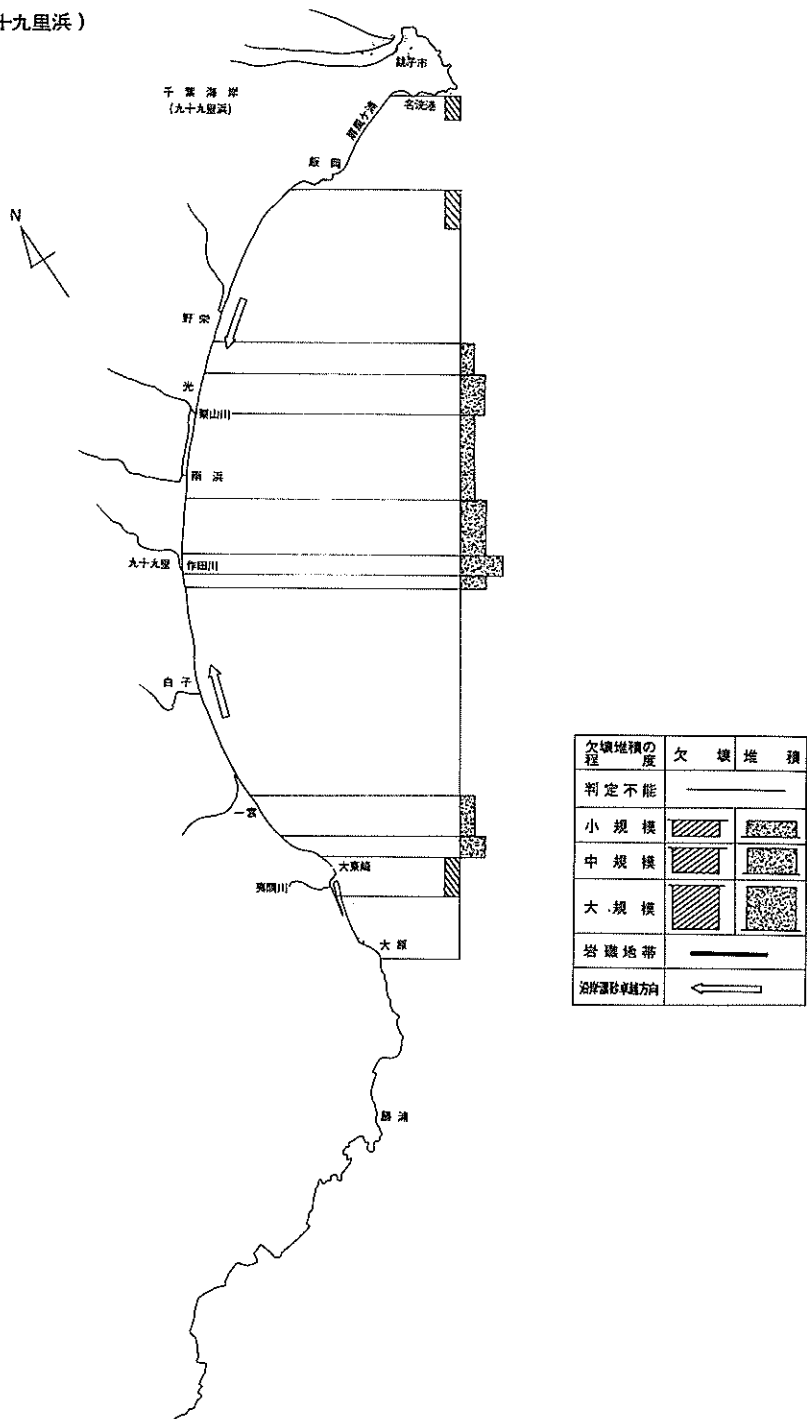 十九里浜)
銚子市
千葉海岸
(九十九里浜)
名洗港
屏風ケ浦
飯岡
N
野栄
光
栗山川
南浜
九十九里
作田川
白子
一宮
大東崎
夷隅川
大原
勝浦
欠壊堆積の程度 欠壊 堆積
判定不能
小規模
中規模
大規模
岩礁地帯
沿岸漂砂卓越方向